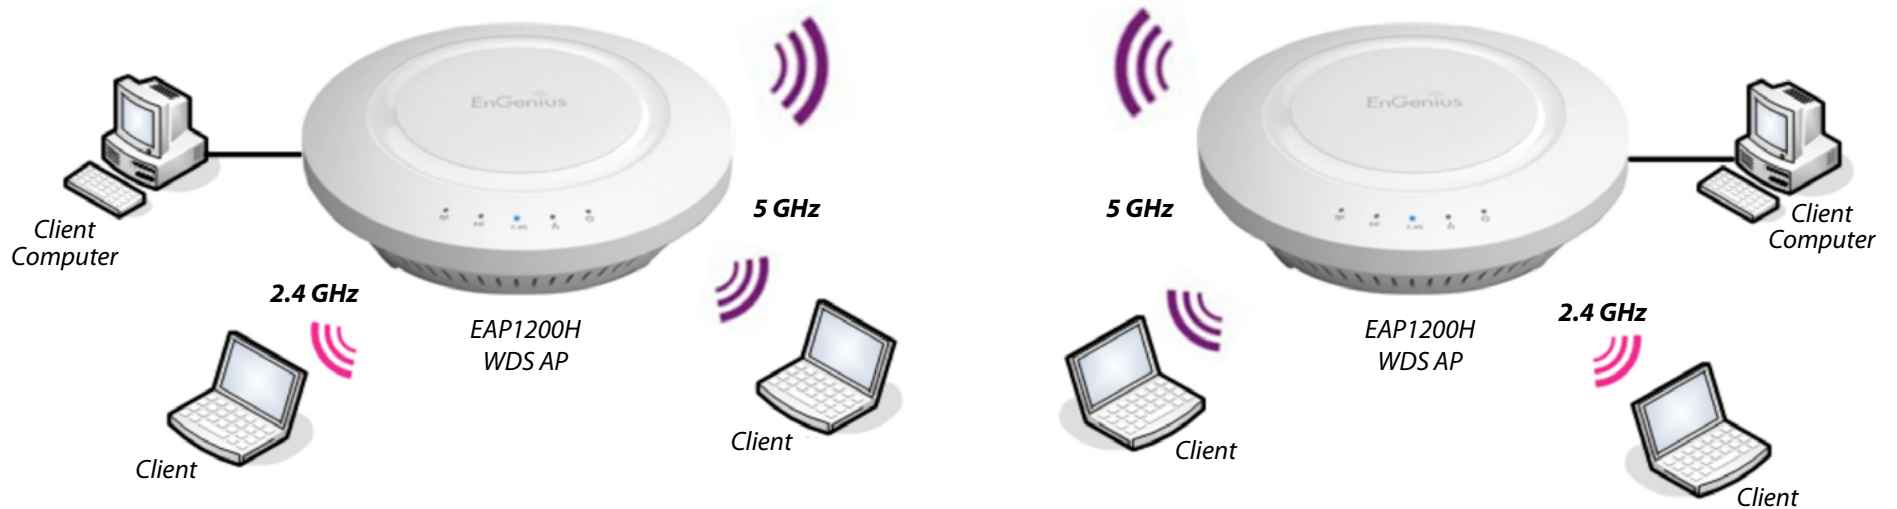 EnGenius
EnGenius
5 GHz
5 GHz
Client
Computer
Client
Computer
2.4 GHz
2.4 GHz
EAP1200H
WDS AP
EAP1200H
WDS AP
Client
Client
Client
Client